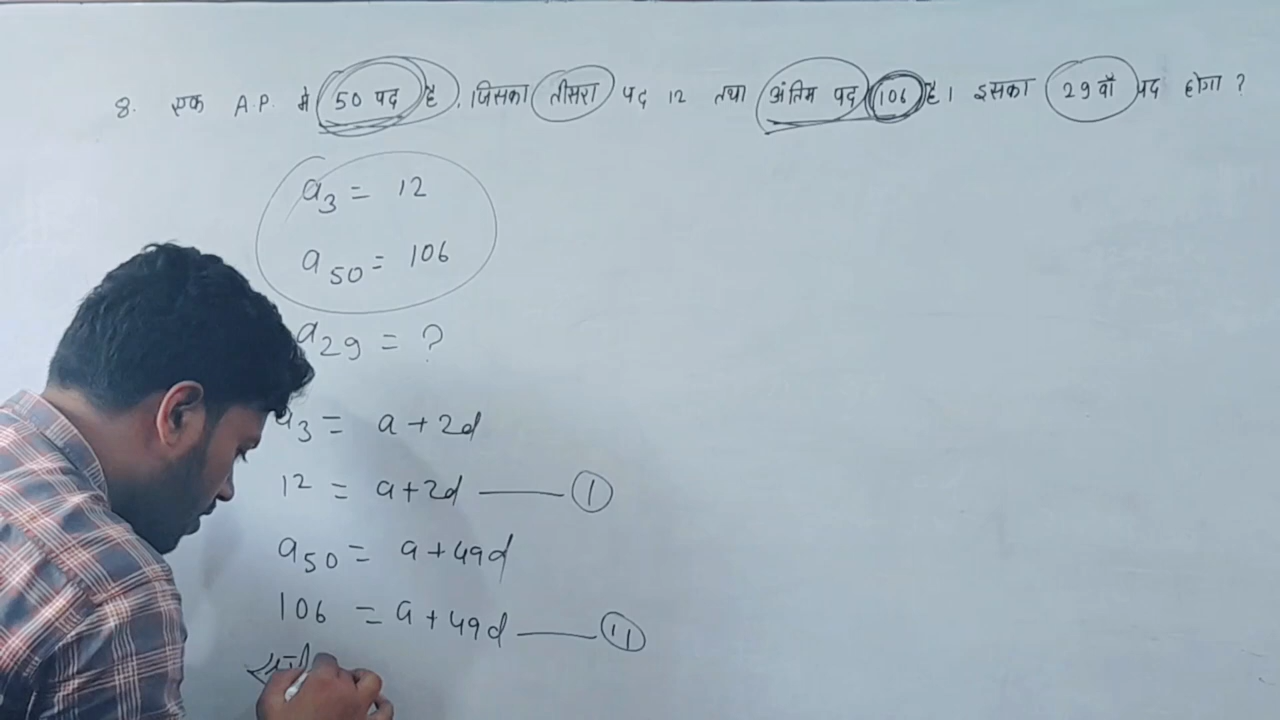 8. एक A.P. मे 50 पद है, जिसका तीसरा पद 12 तथा अंतिम पद 106 है। इसका 29 वाँ पद होगा ?
a3 = 12
a50 = 106
a29 = ?
a3 = a + 2d
12 = a + 2d ——— (1)
a50 = a + 49d
106 = a + 49d ——— (11)